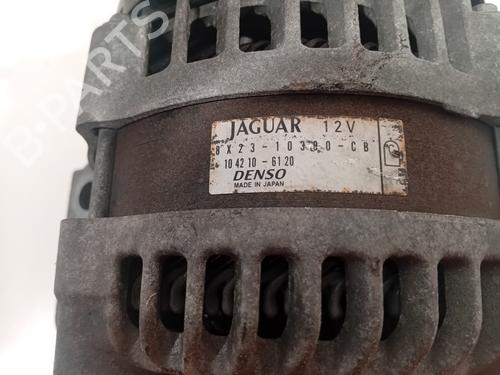 JAGUAR 12V
8X23-10300-CB
104210-6120
DENSO
MADE IN JAPAN
B-PARTS